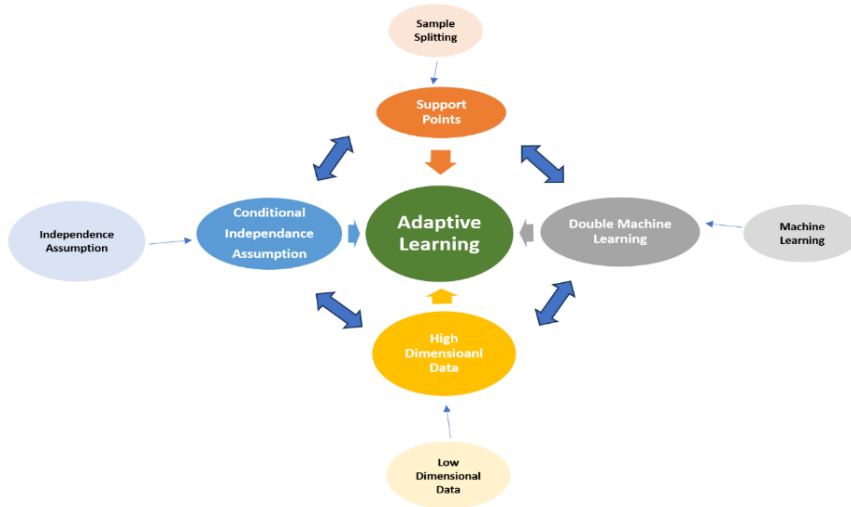 Sample
Splitting
Support
Points
Conditional
Independance
Assumption
Adaptive
Learning
Double Machine
Learning
Independence
Assumption
Machine
Learning
High
Dimensioanl
Data
Low
Dimensional
Data